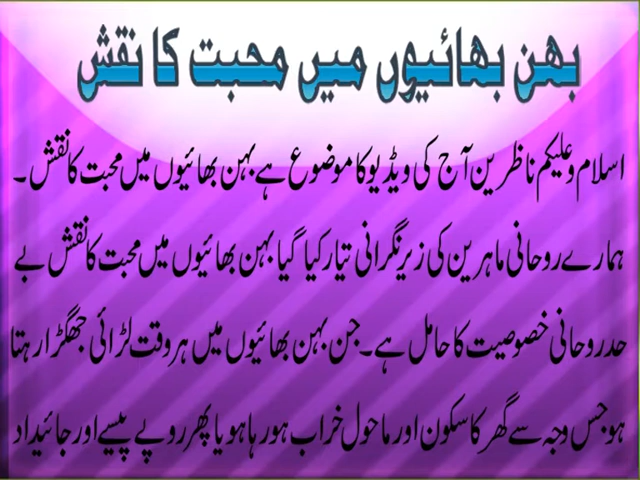 بہن بھائیوں میں محبت کا نقش
اسلام و علیکم ناظرین آج کی ویڈیو کا موضوع ہے بہن بھائیوں میں محبت کا نقش۔
ہمارے روحانی ماہرین کی زیر نگرانی تیار کیا گیا بہن بھائیوں میں محبت کا نقش بے
حد روحانی خصوصیت کا حامل ہے۔ جن بہن بھائیوں میں ہر وقت لڑائی جھگڑا رہتا
ہو جس وجہ سے گھر کا سکون اور ماحول خراب ہو رہا ہو یا پھر روپے پیسے اور جائیداد